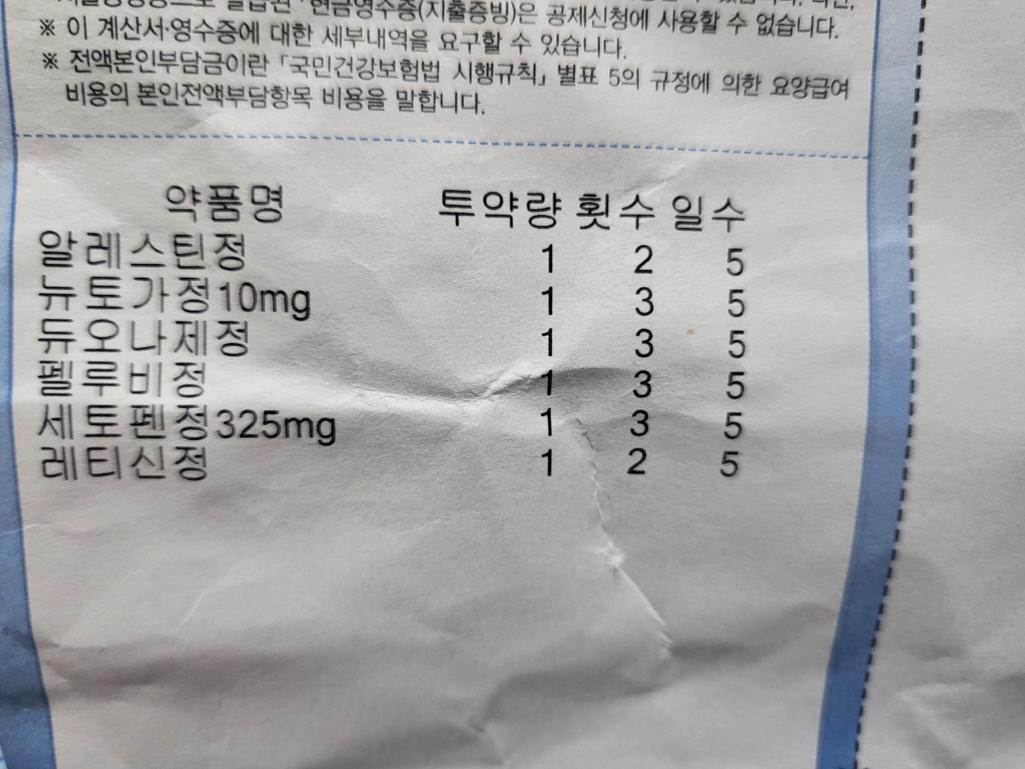 현금영수증(지출증빙)은 공제신청에 사용할 수 없습니다.
※ 이 계산서·영수증에 대한 세부내역을 요구할 수 있습니다.
※ 전액본인부담금이란 「국민건강보험법 시행규칙」 별표 5의 규정에 의한 요양급여
비용의 본인전액부담항목 비용을 말합니다.
약품명 투약량 횟수 일수
알레스틴정 1 2 5
뉴토가정10mg 1 3 5
듀오나제정 1 3 5
펠루비정 1 3 5
세토펜정325mg 1 3 5
레티신정 1 2 5